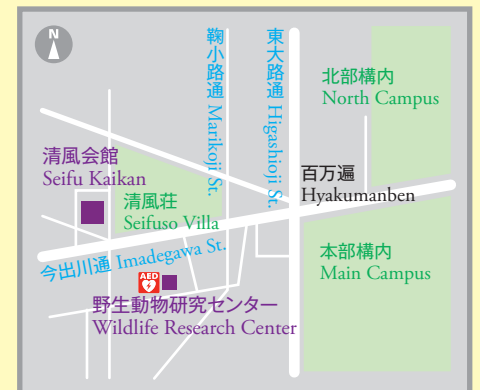 N
鞠小路通 Marikoji St.
東大路通 Higashioji St.
北部構内
North Campus
清風会館
Seifu Kaikan
清風荘
Seifuso Villa
百万遍
Hyakumanben
今出川通 Imadegawa St.
本部構内
Main Campus
AED
野生動物研究センター
Wildlife Research Center